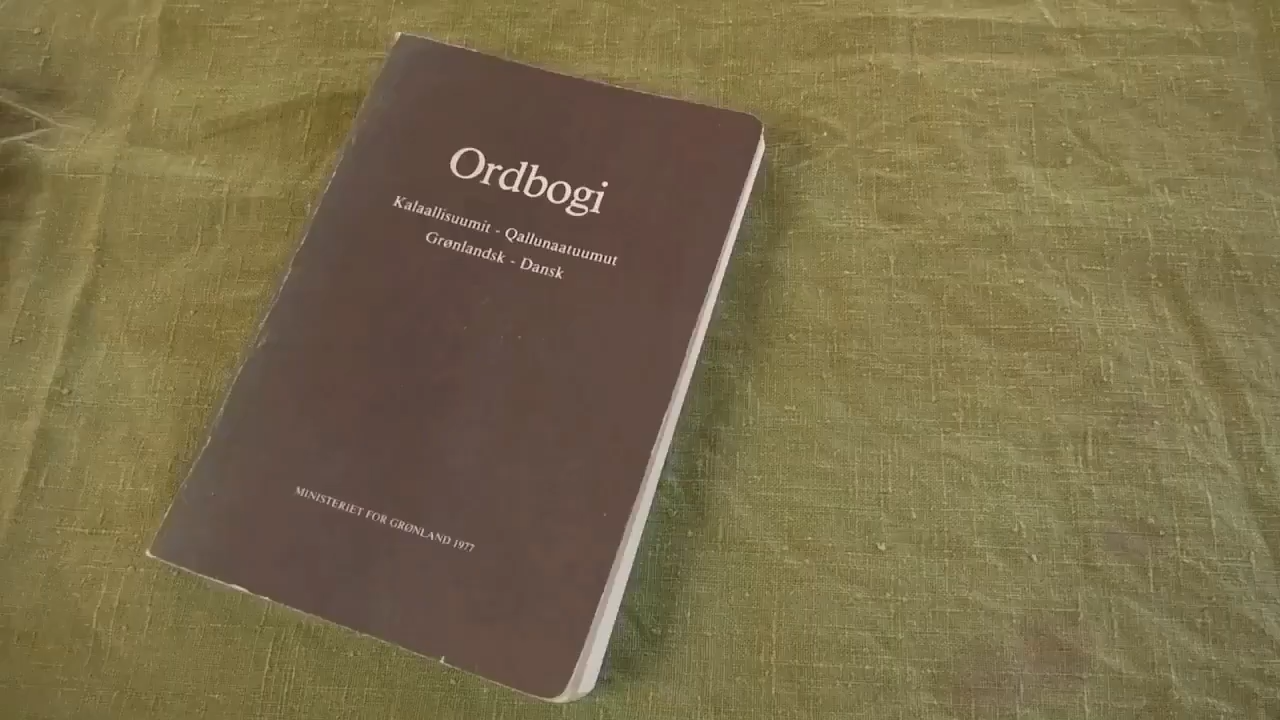 Ordbogi
Kalaallisuumit - Qallunaatuumut
Grønlandsk - Dansk
MINISTERIET FOR GRØNLAND 1977